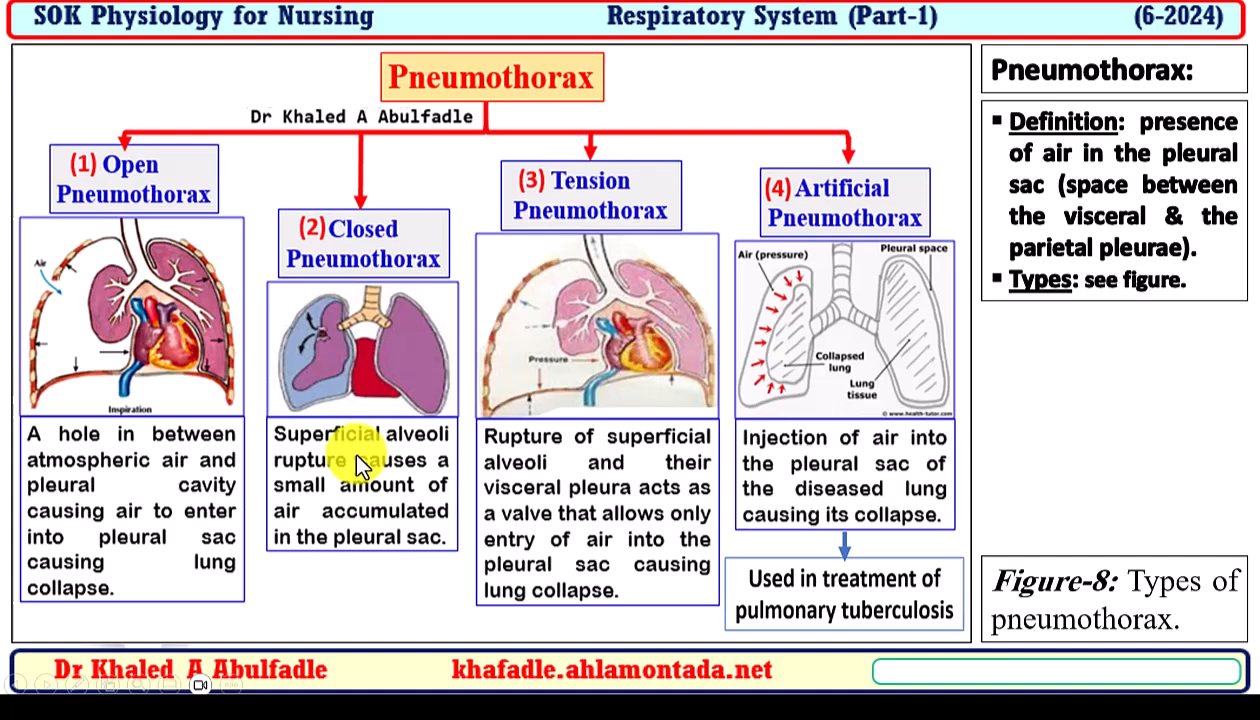 SOK Physiology for Nursing Respiratory System (Part-1) (6-2024)
Pneumothorax
Dr Khaled A Abulfadle
(1) Open
Pneumothorax
Air
Inspiration
A hole in between
atmospheric air and
pleural cavity
causing air to enter
into pleural sac
causing lung
collapse.
(2) Closed
Pneumothorax
Superficial alveoli
rupture causes a
small amount of
air accumulated
in the pleural sac.
(3) Tension
Pneumothorax
Pressure
Rupture of superficial
alveoli and their
visceral pleura acts as
a valve that allows only
entry of air into the
pleural sac causing
lung collapse.
(4) Artificial
Pneumothorax
Pleural space
Air (pressure)
Collapsed
lung
Lung
tissue
© www.health-tutor.com
Injection of air into
the pleural sac of
the diseased lung
causing its collapse.
Used in treatment of
pulmonary tuberculosis
Pneumothorax:
▪ Definition: presence
of air in the pleural
sac (space between
the visceral & the
parietal pleurae).
▪ Types: see figure.
Figure-8: Types of
pneumothorax.
Dr Khaled A Abulfadle khafadle.ahlamontada.net